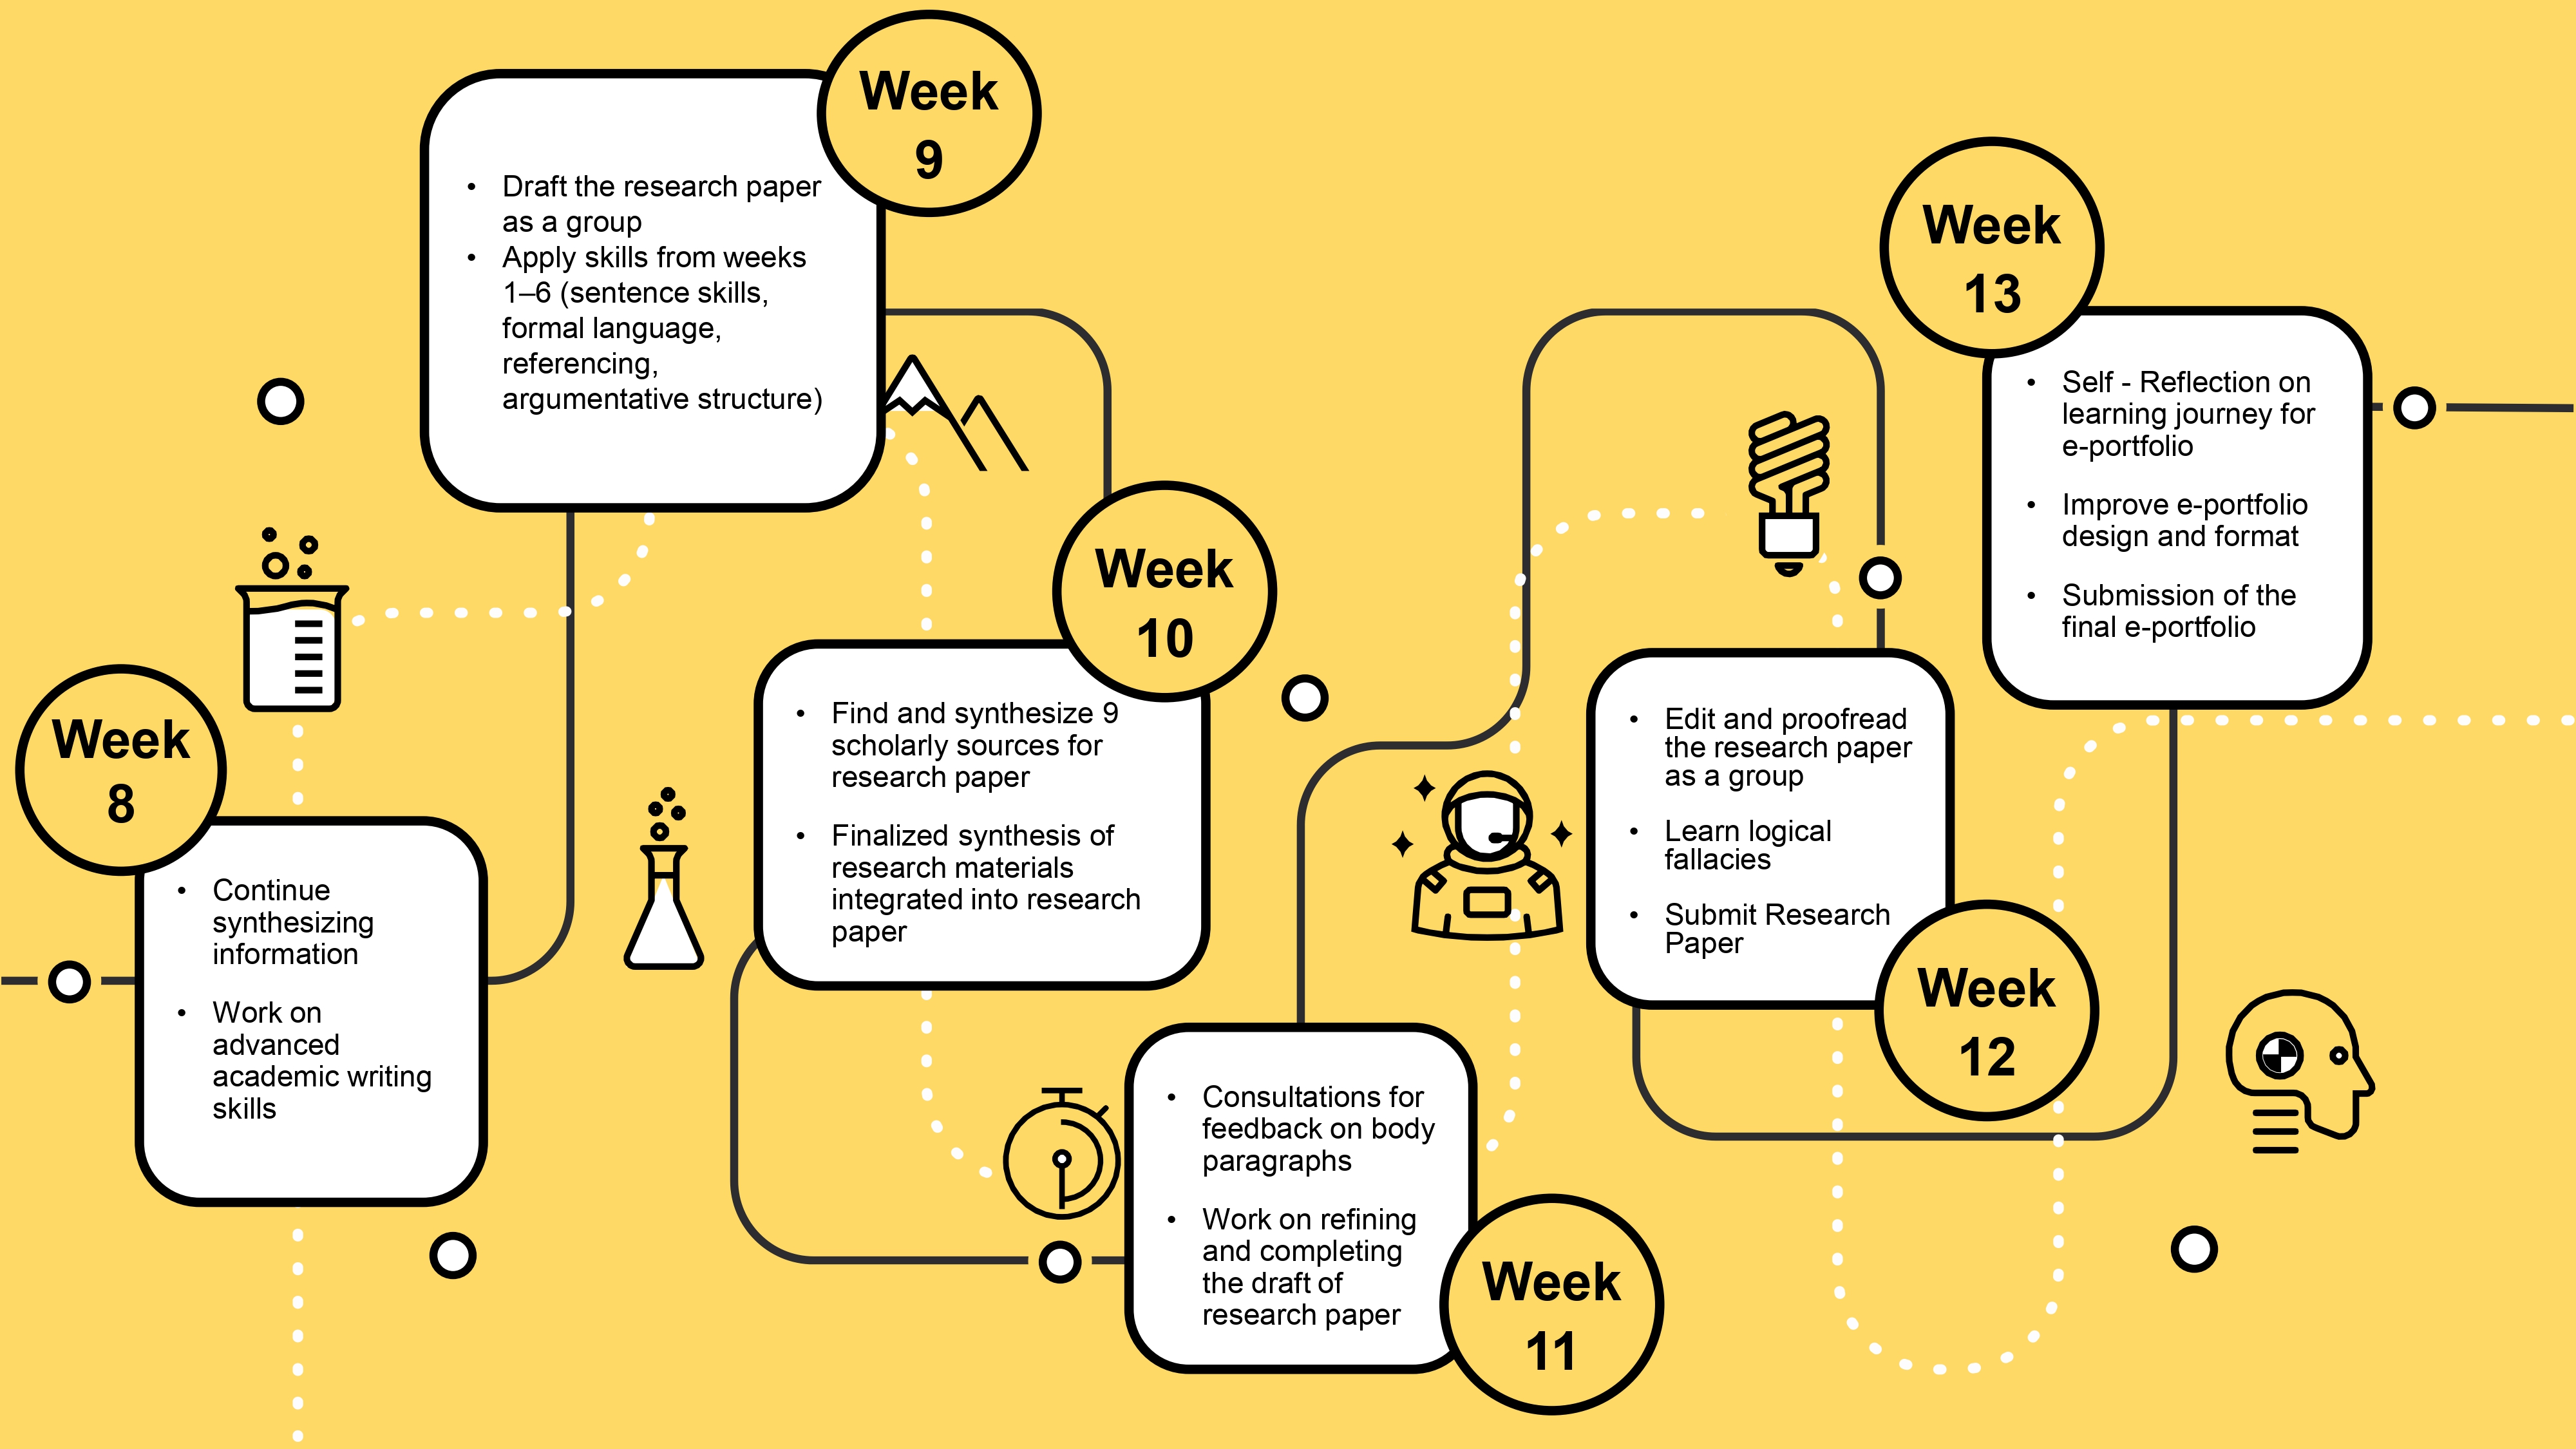 Week
8
• Continue
synthesizing
information
• Work on
advanced
academic writing
skills
Week
9
• Draft the research paper
as a group
• Apply skills from weeks
1–6 (sentence skills,
formal language,
referencing,
argumentative structure)
Week
10
• Find and synthesize 9
scholarly sources for
research paper
• Finalized synthesis of
research materials
integrated into research
paper
Week
11
• Consultations for
feedback on body
paragraphs
• Work on refining
and completing
the draft of
research paper
Week
12
• Edit and proofread
the research paper
as a group
• Learn logical
fallacies
• Submit Research
Paper
Week
13
• Self - Reflection on
learning journey for
e-portfolio
• Improve e-portfolio
design and format
• Submission of the
final e-portfolio